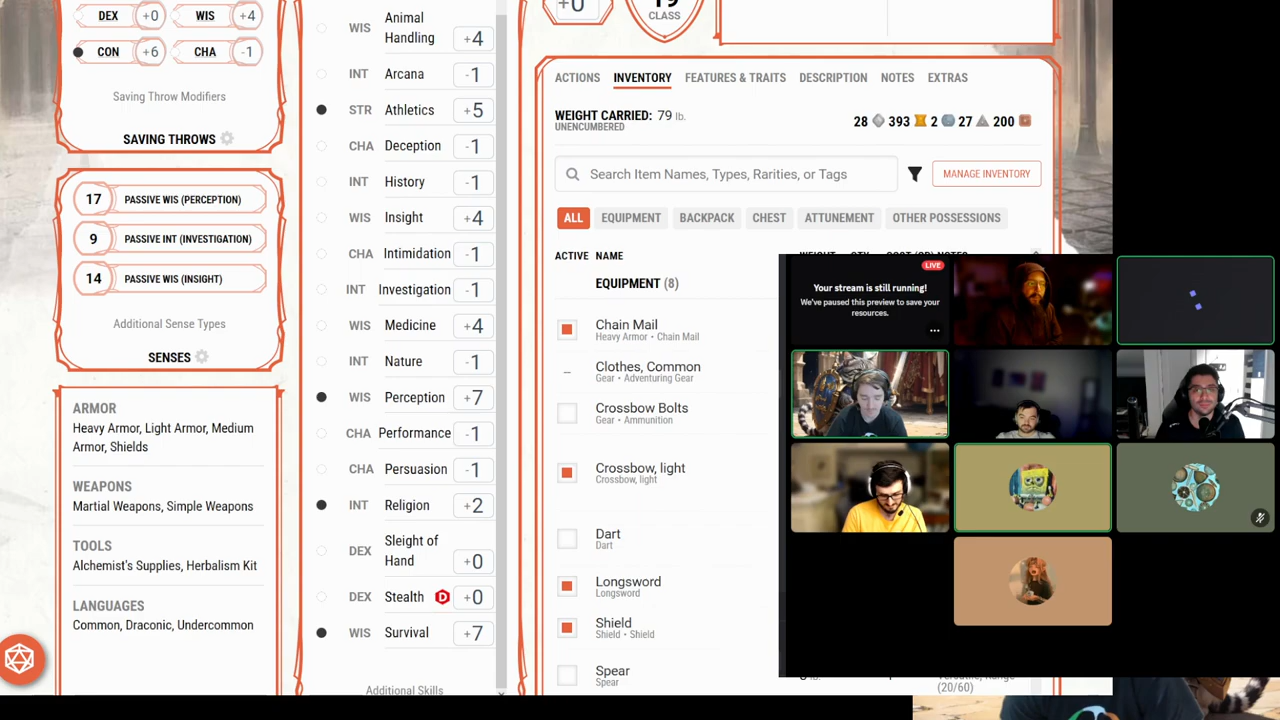 DEX +0 WIS +4
CON +6 CHA -1
Saving Throw Modifiers
SAVING THROWS
17 PASSIVE WIS (PERCEPTION)
9 PASSIVE INT (INVESTIGATION)
14 PASSIVE WIS (INSIGHT)
Additional Sense Types
SENSES
ARMOR
Heavy Armor, Light Armor, Medium
Armor, Shields
WEAPONS
Martial Weapons, Simple Weapons
TOOLS
Alchemist's Supplies, Herbalism Kit
LANGUAGES
Common, Draconic, Undercommon
WIS Animal Handling +4
INT Arcana -1
STR Athletics +5
CHA Deception -1
INT History -1
WIS Insight +4
CHA Intimidation -1
INT Investigation -1
WIS Medicine +4
INT Nature -1
WIS Perception +7
CHA Performance -1
CHA Persuasion -1
INT Religion +2
DEX Sleight of Hand +0
DEX Stealth +0
WIS Survival +7
Additional Skills
+0
19
CLASS
ACTIONS INVENTORY FEATURES & TRAITS DESCRIPTION NOTES EXTRAS
WEIGHT CARRIED: 79 lb.
UNENCUMBERED
28 393 2 27 200
Search Item Names, Types, Rarities, or Tags
MANAGE INVENTORY
ALL EQUIPMENT BACKPACK CHEST ATTUNEMENT OTHER POSSESSIONS
ACTIVE NAME
EQUIPMENT (8)
Chain Mail
Heavy Armor • Chain Mail
-- Clothes, Common
Gear • Adventuring Gear
Crossbow Bolts
Gear • Ammunition
Crossbow, light
Crossbow, light
Dart
Dart
Longsword
Longsword
Shield
Shield • Shield
Spear
Spear
(20/60)
LIVE
Your stream is still running!
We've paused this preview to save your
resources.